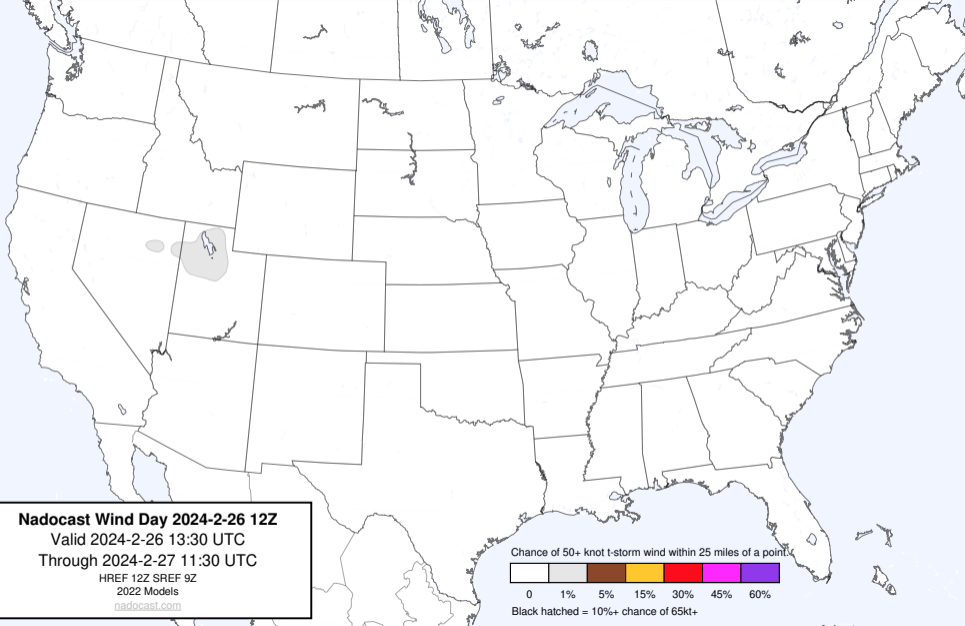 Nadocast Wind Day 2024-2-26 12Z
Valid 2024-2-26 13:30 UTC
Through 2024-2-27 11:30 UTC
HREF 12Z SREF 9Z
2022 Models
nadocast.com
Chance of 50+ knot t-storm wind within 25 miles of a point.
0 1% 5% 15% 30% 45% 60%
Black hatched = 10%+ chance of 65kt+